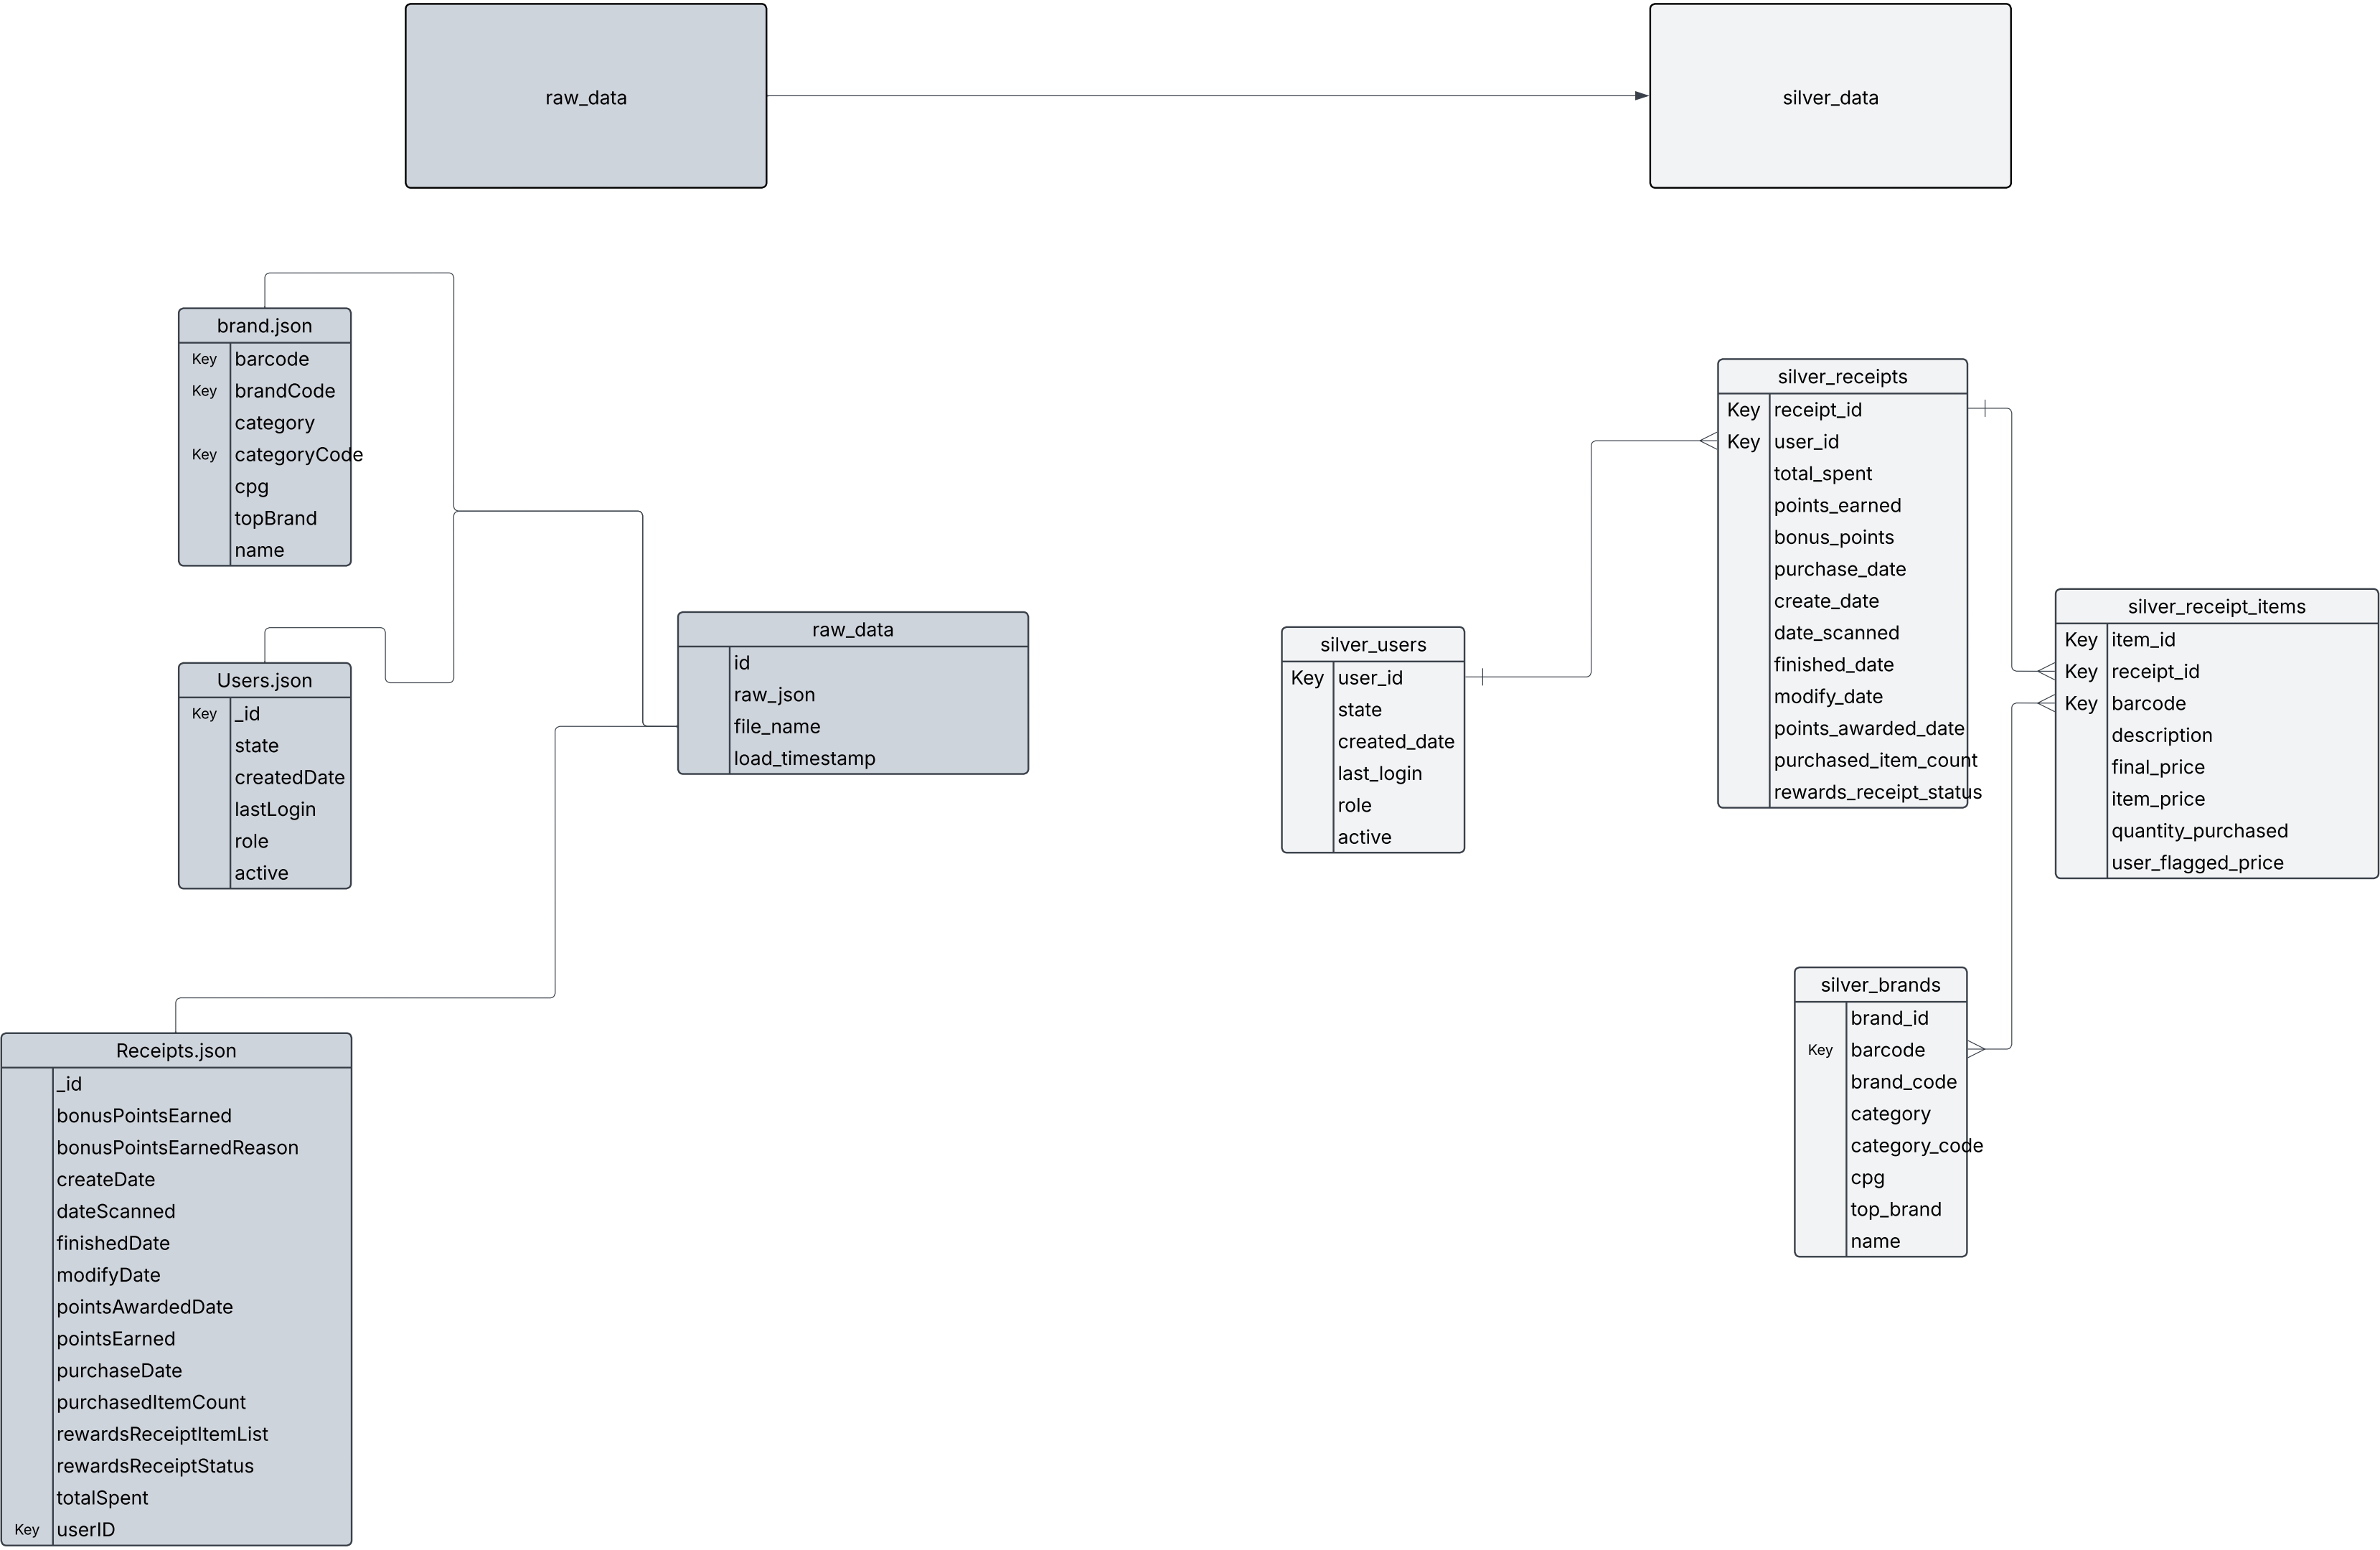 raw_data
silver_data
brand.json
Key barcode
Key brandCode
category
Key categoryCode
cpg
topBrand
name
Users.json
Key _id
state
createdDate
lastLogin
role
active
Receipts.json
_id
bonusPointsEarned
bonusPointsEarnedReason
createDate
dateScanned
finishedDate
modifyDate
pointsAwardedDate
pointsEarned
purchaseDate
purchasedItemCount
rewardsReceiptItemList
rewardsReceiptStatus
totalSpent
Key userID
raw_data
id
raw_json
file_name
load_timestamp
silver_users
Key user_id
state
created_date
last_login
role
active
silver_receipts
Key receipt_id
Key user_id
total_spent
points_earned
bonus_points
purchase_date
create_date
date_scanned
finished_date
modify_date
points_awarded_date
purchased_item_count
rewards_receipt_status
silver_receipt_items
Key item_id
Key receipt_id
Key barcode
description
final_price
item_price
quantity_purchased
user_flagged_price
silver_brands
brand_id
Key barcode
brand_code
category
category_code
cpg
top_brand
name